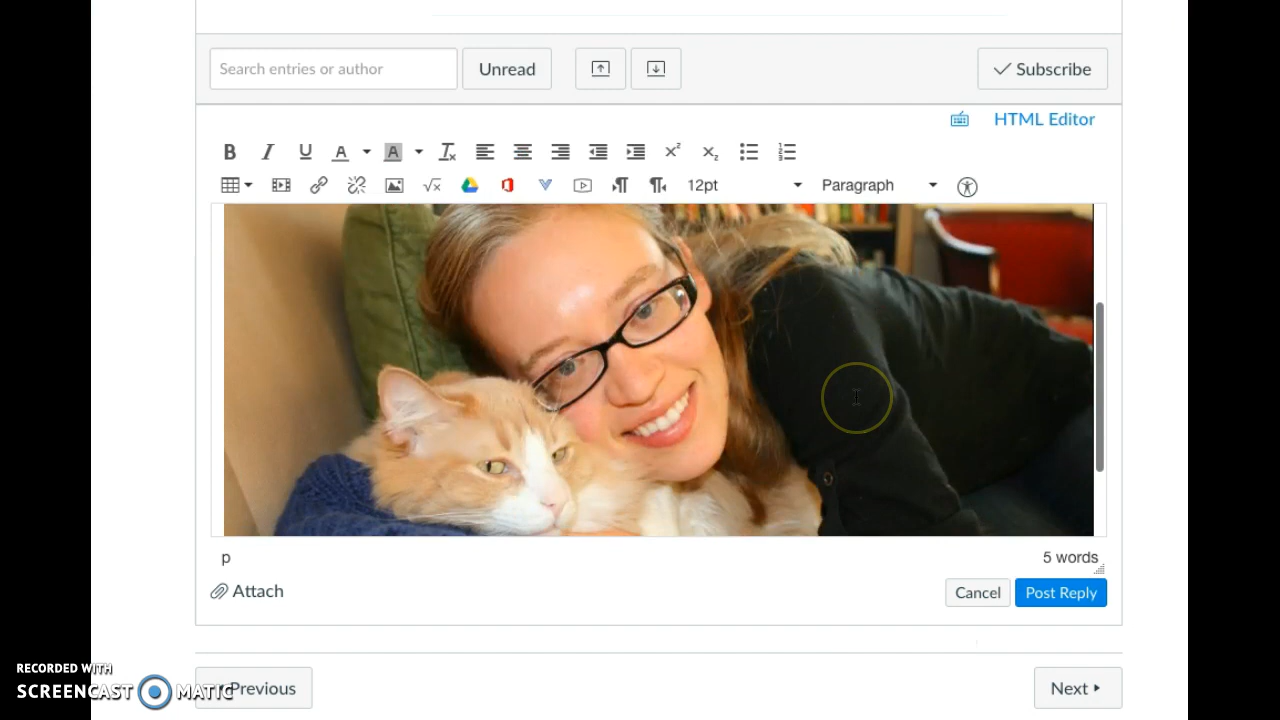 Search entries or author Unread Subscribe
HTML Editor
B I U A A Tx x² x₂
12pt Paragraph
p 5 words
Attach Cancel Post Reply
RECORDED WITH
SCREENCAST MATIC
Previous Next